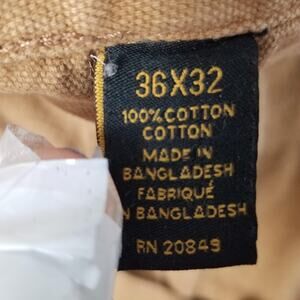 36X32
100% COTTON
COTTON
MADE IN
BANGLADESH
FABRIQUÉ
N BANGLADESH
RN 20849